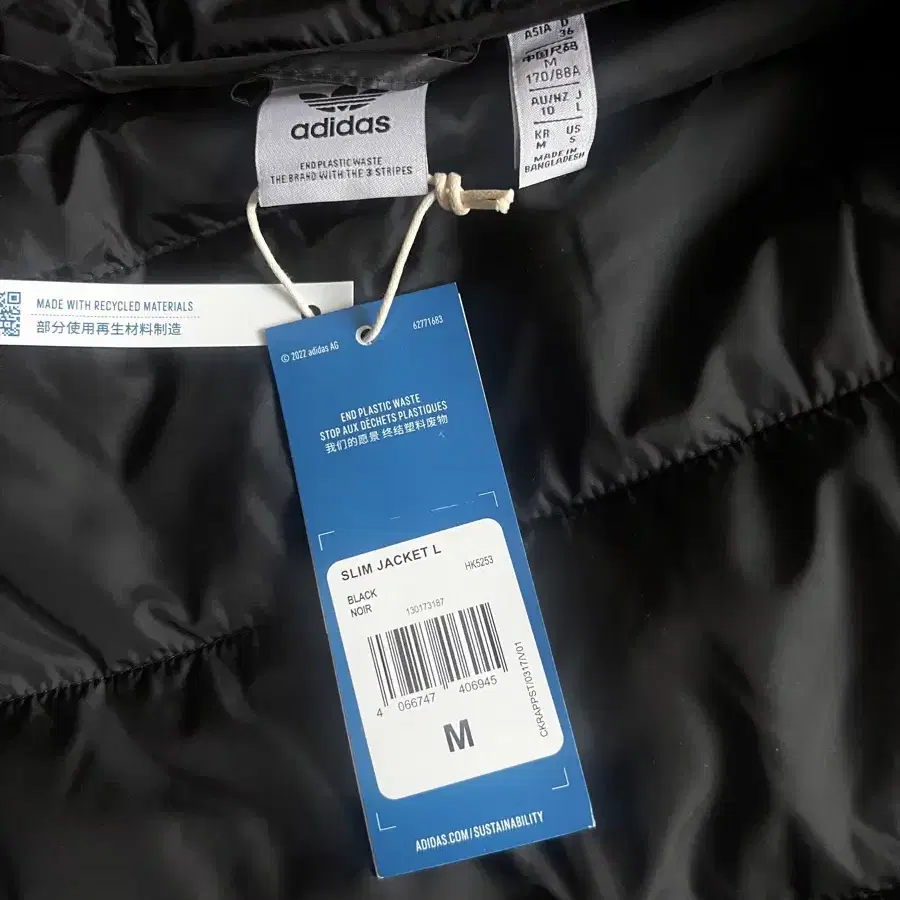 ASIA D
36
中国尺码
M
170/88A
AU/NZ J
10 L
KR US
M S
MADE IN
BANGLADESH
adidas
END PLASTIC WASTE
THE BRAND WITH THE 3 STRIPES
MADE WITH RECYCLED MATERIALS
部分使用再生材料制造
© 2022 adidas AG
62771683
END PLASTIC WASTE
STOP AUX DÉCHETS PLASTIQUES
我们的愿景 终结塑料废物
SLIM JACKET L
HK5253
BLACK
NOIR
130173187
4 066747 406945
CKRAPPST/0317/V01
M
ADIDAS.COM/SUSTAINABILITY